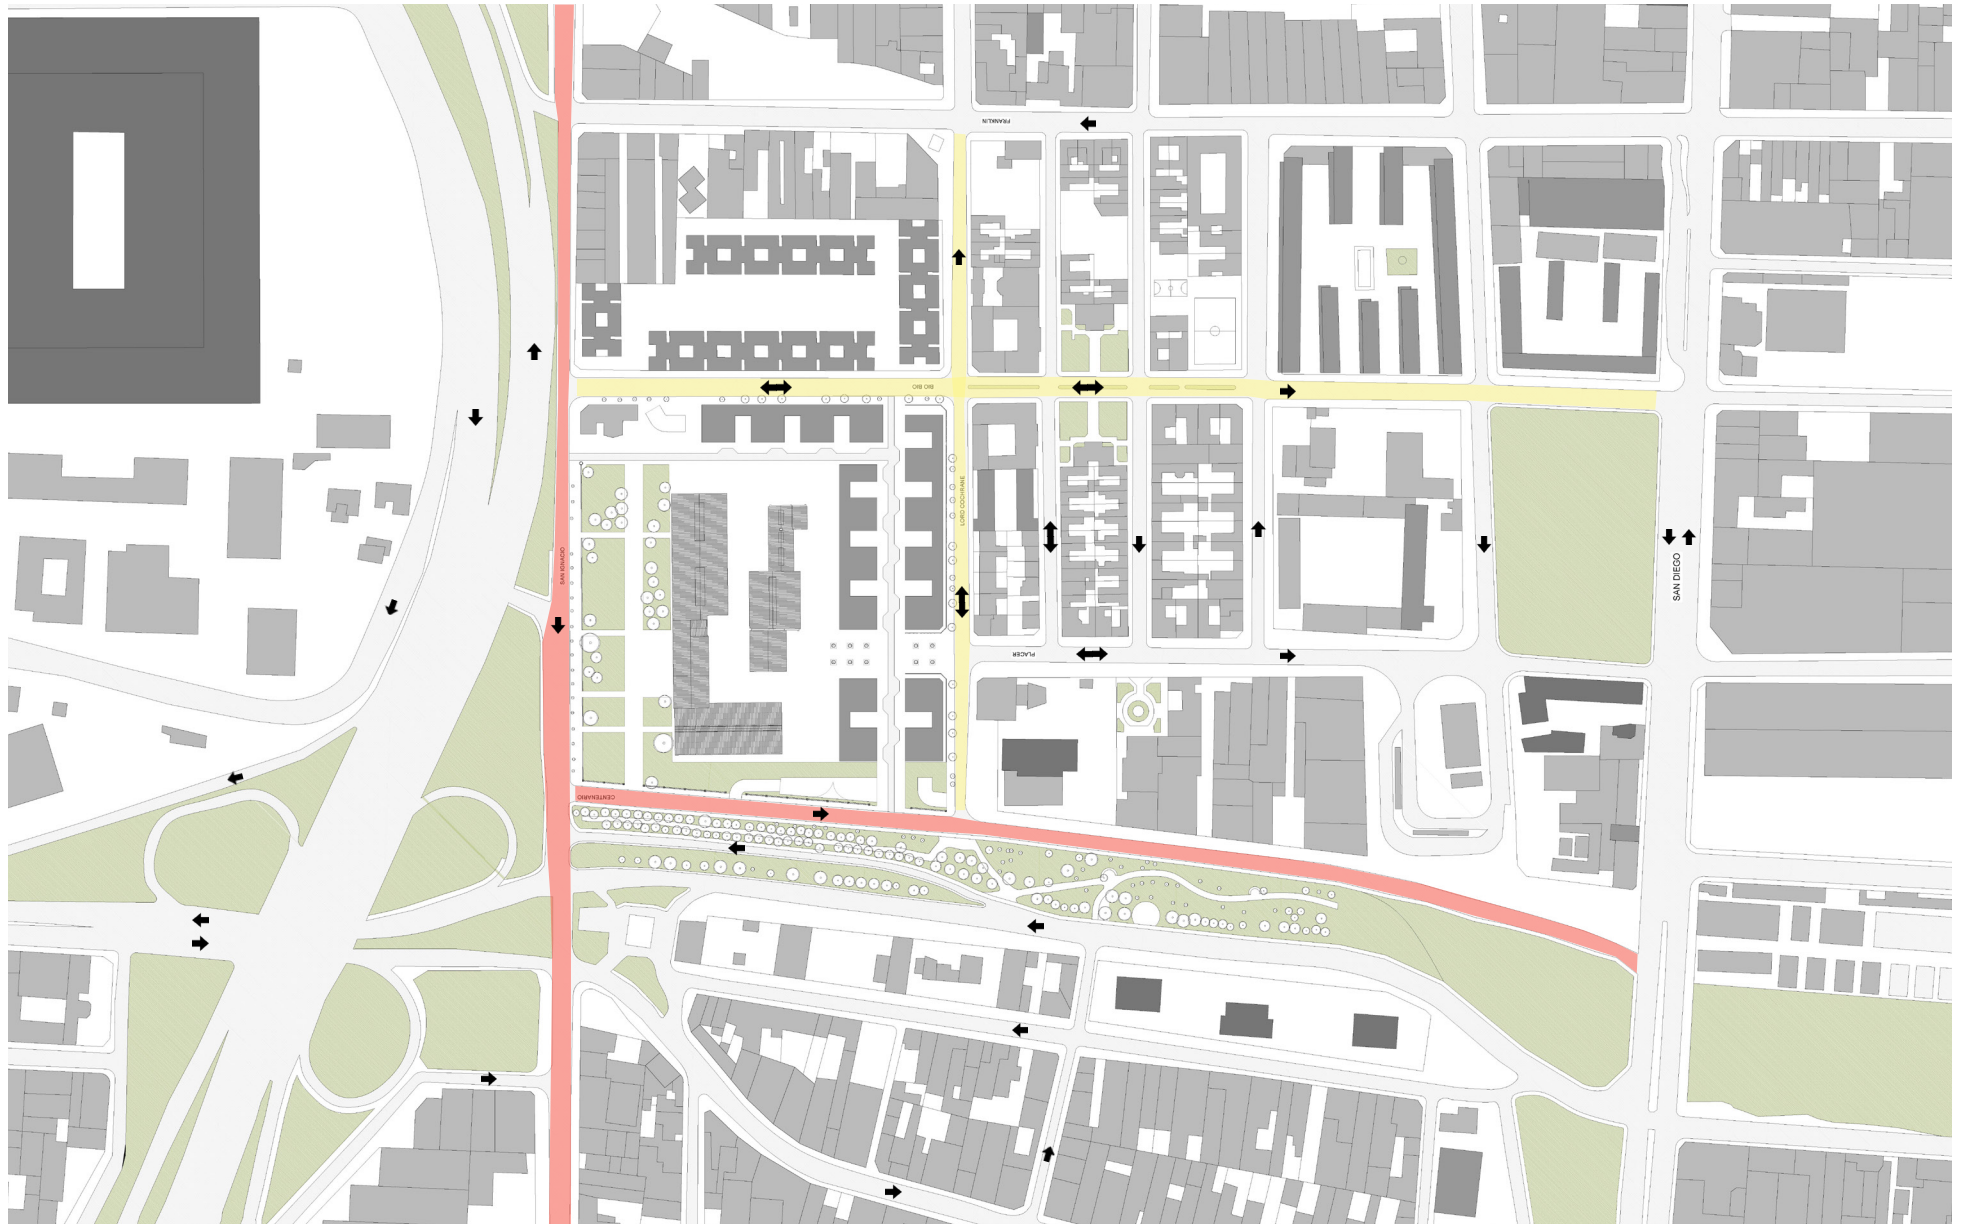 FRANKLIN
BIO BIO
LORD COCHRANE
SAN IGNACIO
SAN DIEGO
PLACER
CENTENARIO